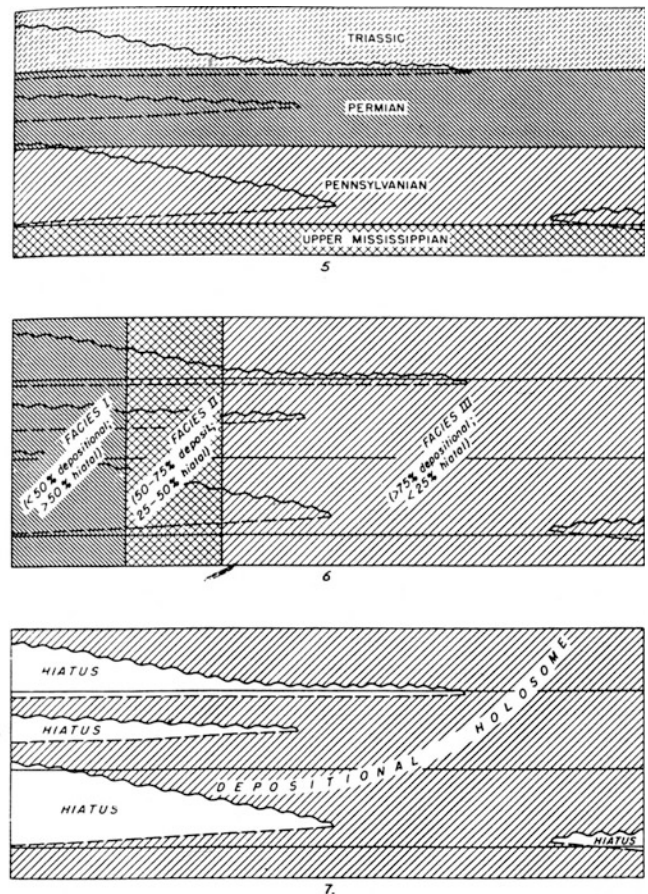 TRIASSIC
PERMIAN
PENNSYLVANIAN
UPPER MISSISSIPPIAN
5
FACIES I
(<50% depositional;
>50% hiatal)
FACIES II
(50-75% deposit;
25-50% hiatal)
FACIES III
(>75% depositional;
<25% hiatal)
6
HIATUS
HIATUS
HIATUS
DEPOSITIONAL HOLOSOME
HIATUS
7.